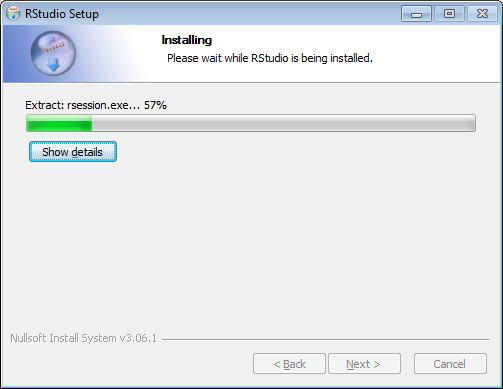 RStudio Setup
Installing
Please wait while RStudio is being installed.
Extract: rsession.exe... 57%
Show details
Nullsoft Install System v3.06.1
< Back Next > Cancel